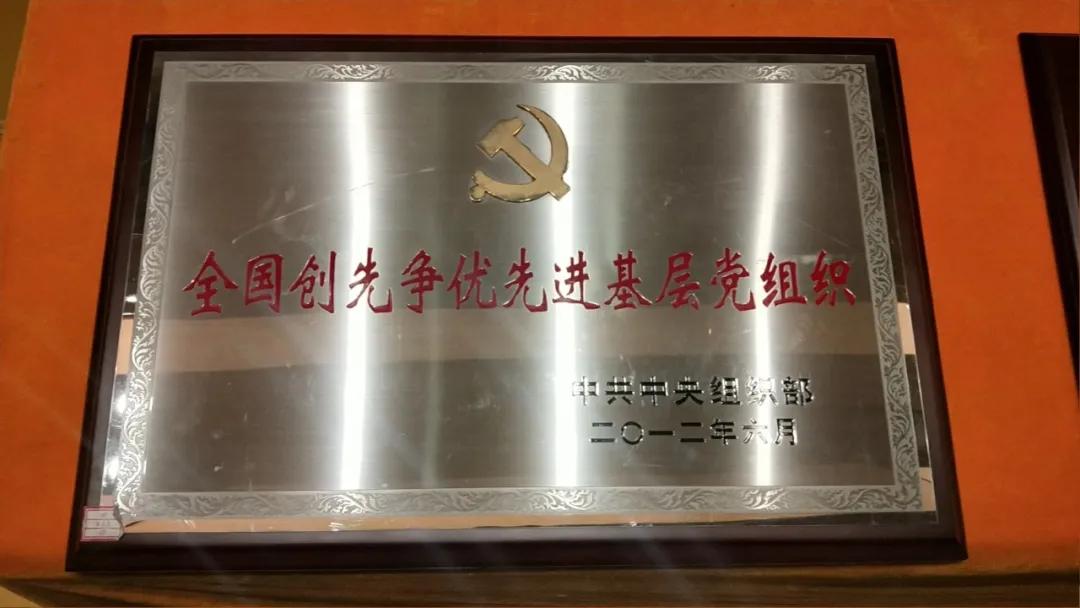 全国创先争优先进基层党组织
中共中央组织部
二〇一二年六月